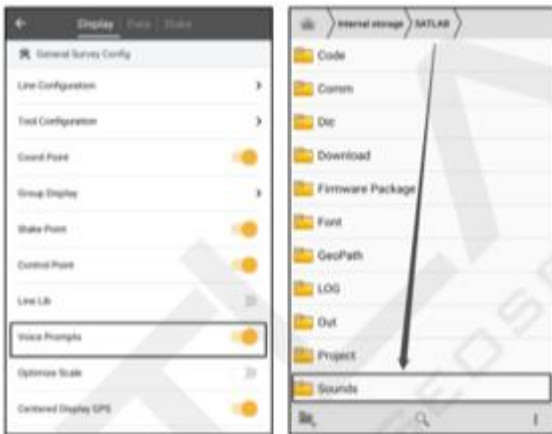 Display Data Stake
General Survey Config
Line Configuration
Tool Configuration
Coord Point
Group Display
Stake Point
Control Point
Line Lib
Voice Prompts
Optimize Scale
Centered Display GPS
Internal storage SATLAB
Code
Comm
Dic
Download
Firmware Package
Font
GeoPath
LOG
Out
Project
Sounds